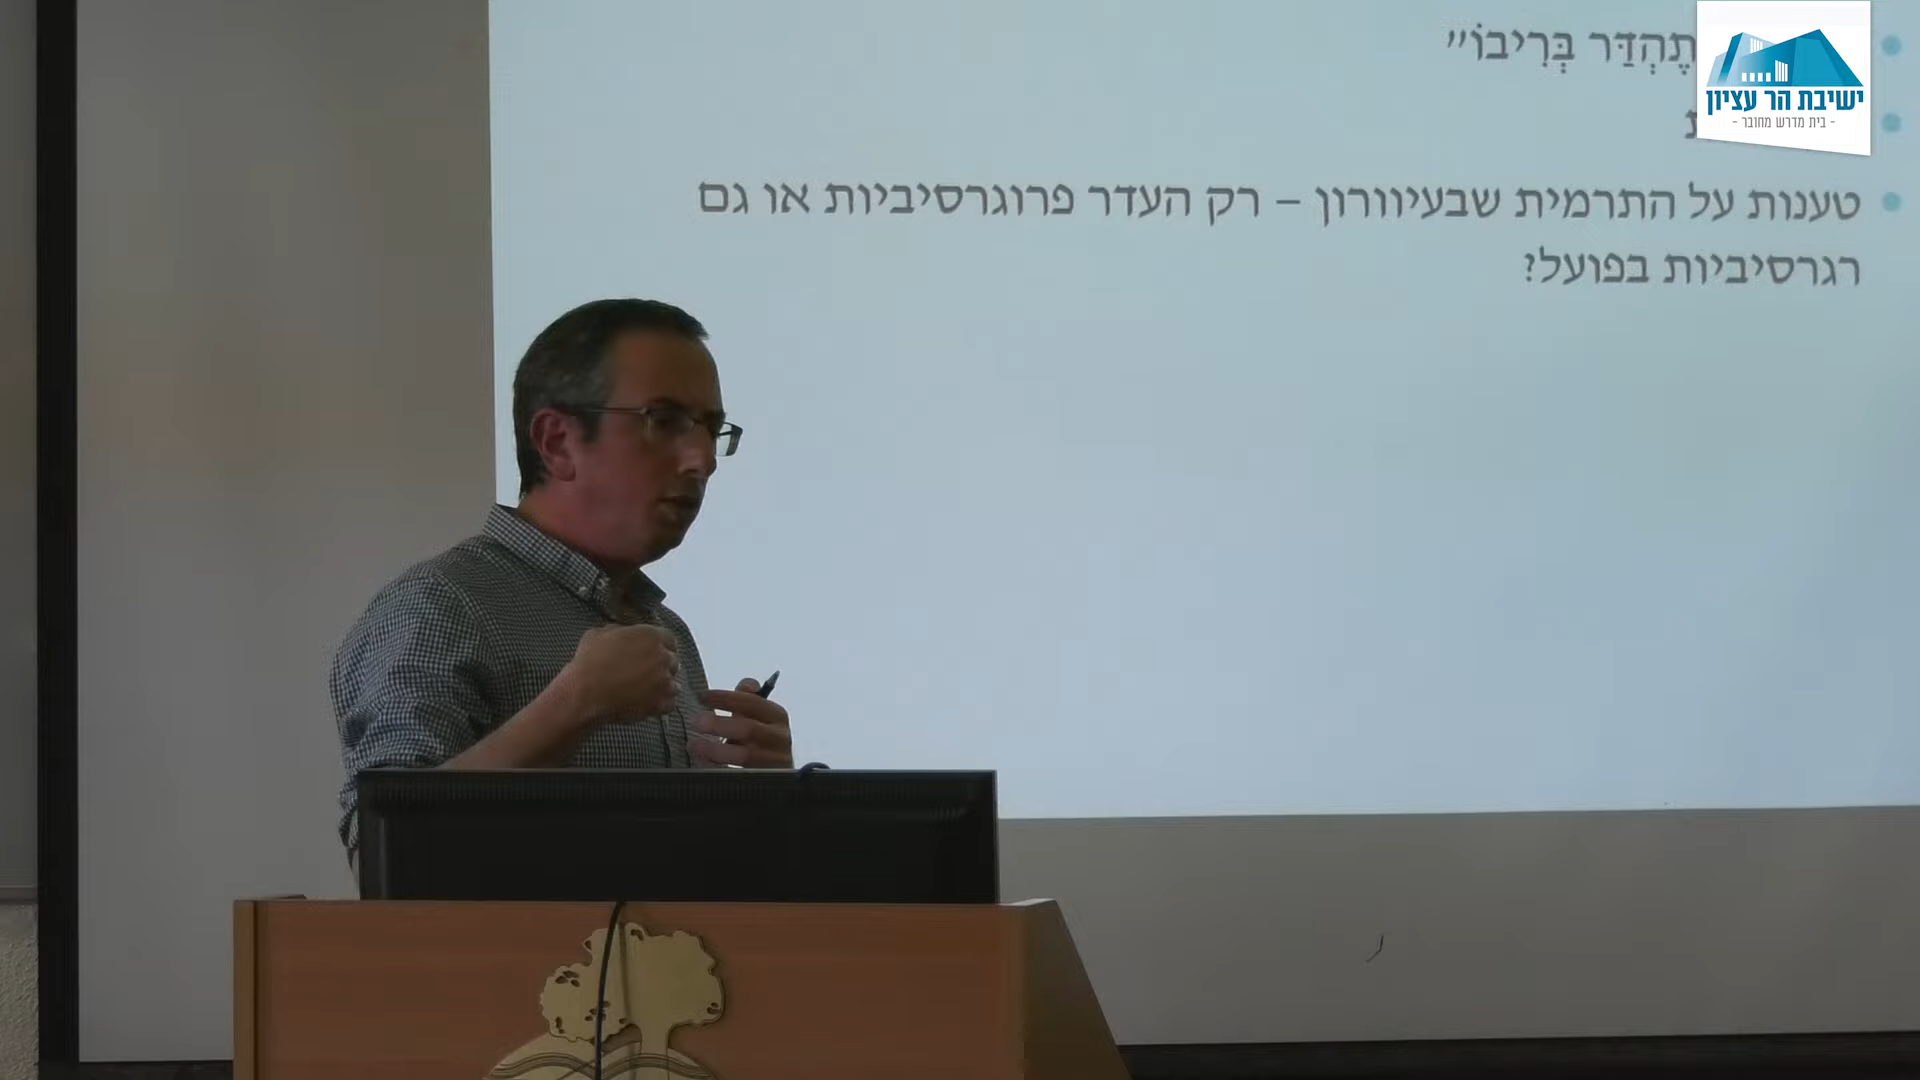 תֶהְדַּר בְּרִיבוֹ"
טענות על התרמית שבעיוורון – רק העדר פרוגרסיביות או גם
רגרסיביות בפועל?
ישיבת הר עציון
- בית מדרש מחובר -